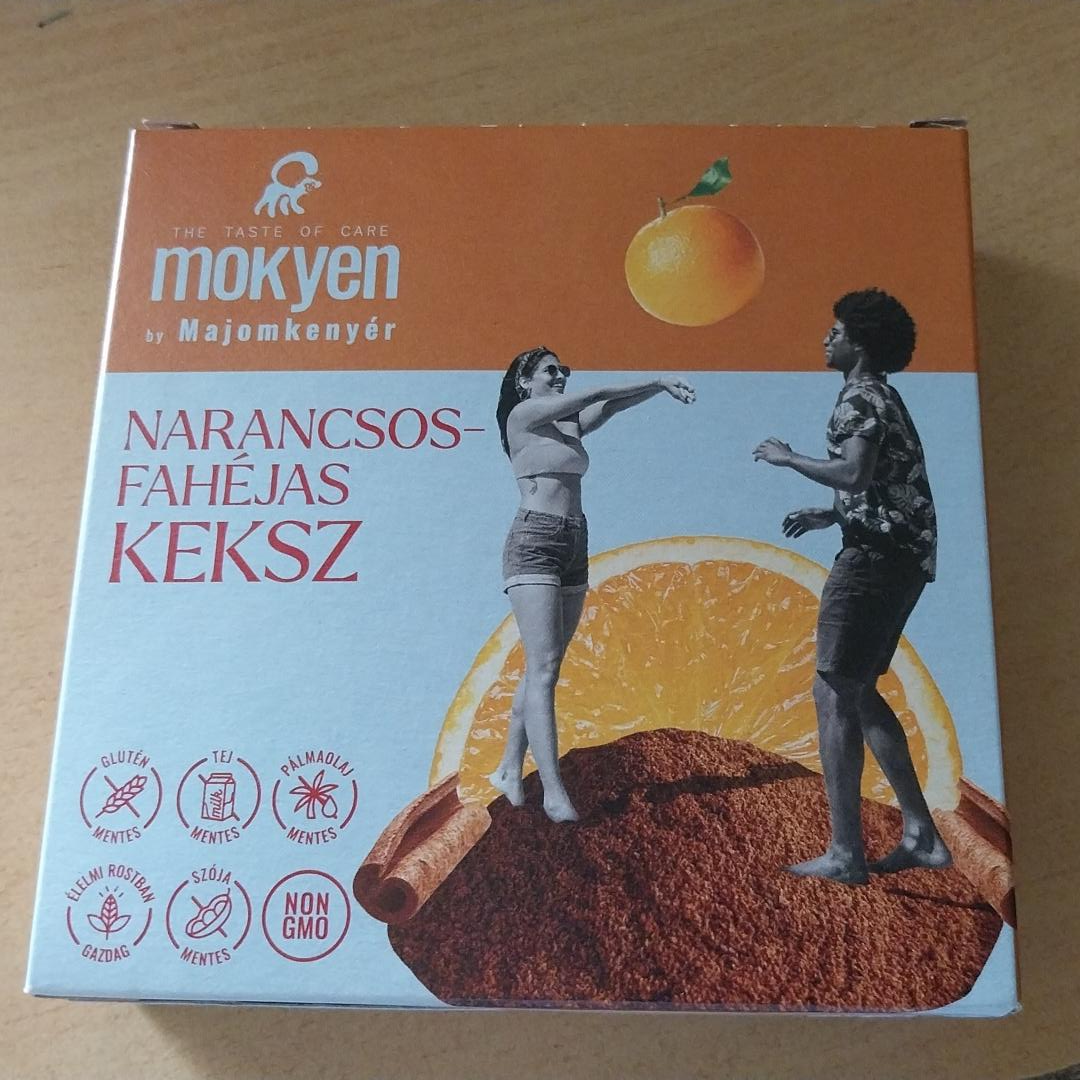 THE TASTE OF CARE
mokyen
by Majomkenyér
NARANCSOS-
FAHÉJAS
KEKSZ
GLUTÉN
MENTES
TEJ
milk
MENTES
PÁLMAOLAJ
MENTES
ÉLELMI ROSTBAN
GAZDAG
SZÓJA
MENTES
NON
GMO